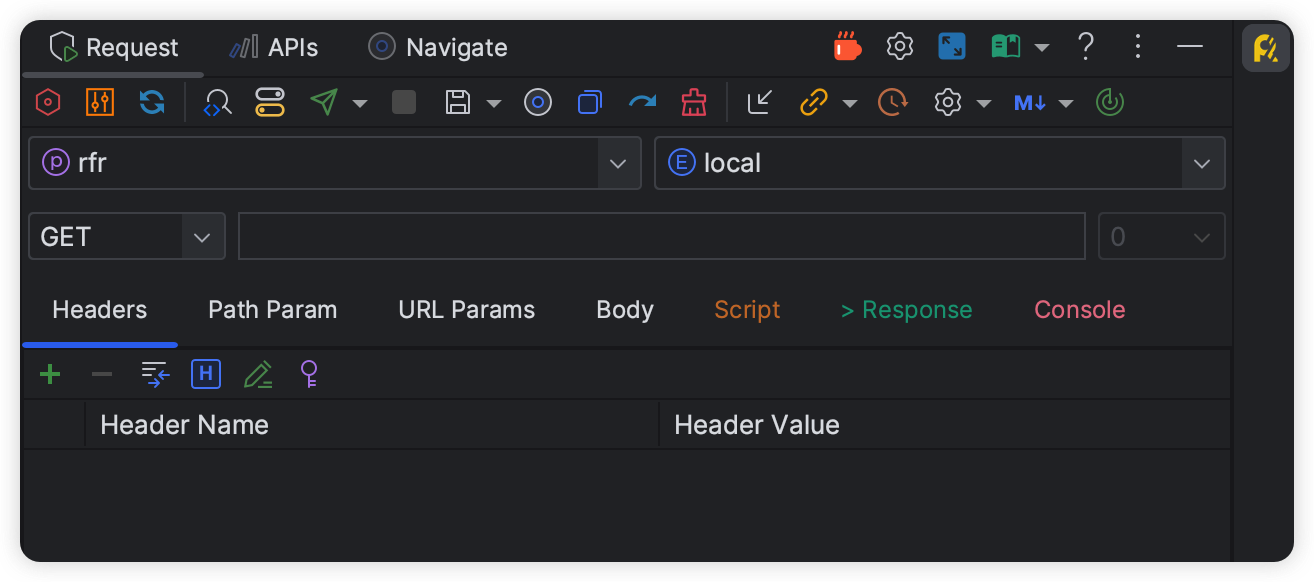 Request APIs Navigate ?
M↓
P rfr E local
GET 0
Headers Path Param URL Params Body Script > Response Console
H
Header Name Header Value